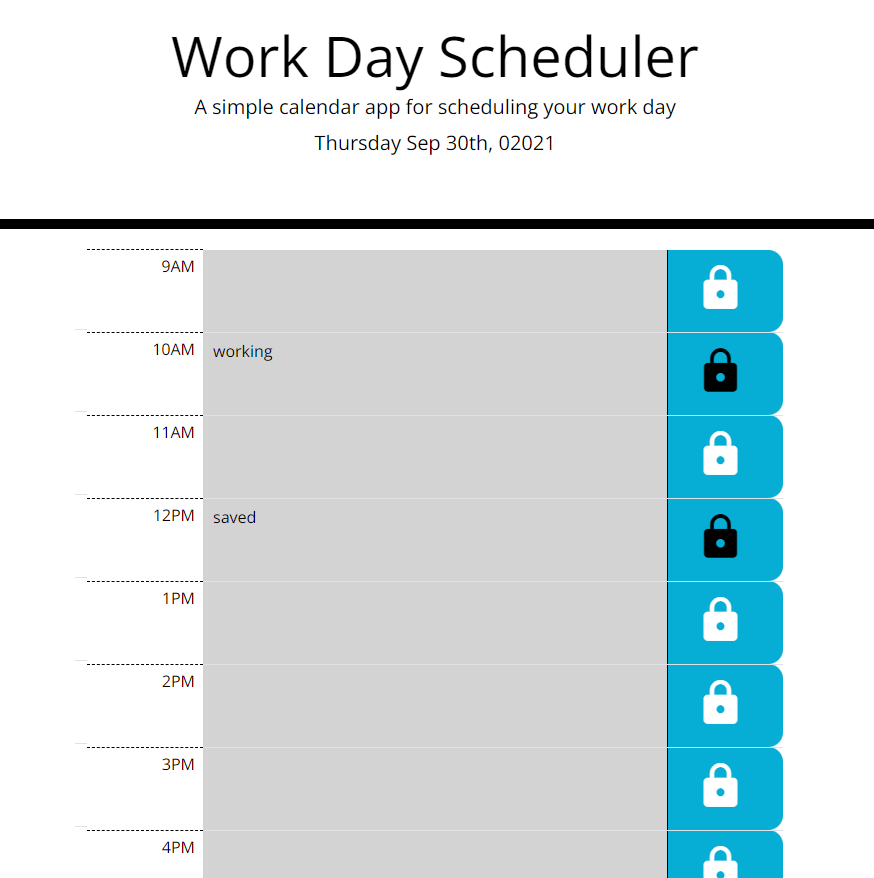 Work Day Scheduler
A simple calendar app for scheduling your work day
Thursday Sep 30th, 02021
9AM
10AM working
11AM
12PM saved
1PM
2PM
3PM
4PM